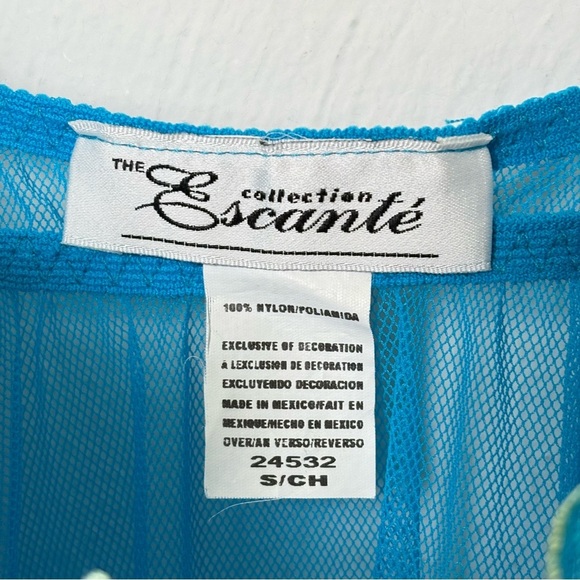 THE Escanté collection
100% NYLON/POLIAMIDA
EXCLUSIVE OF DECORATION
A LEXCLUSION DE DECORATION
EXCLUYENDO DECORACION
MADE IN MEXICO/FAIT EN
MEXIQUE/HECHO EN MEXICO
OVER/AN VERSO/REVERSO
24532
S/CH